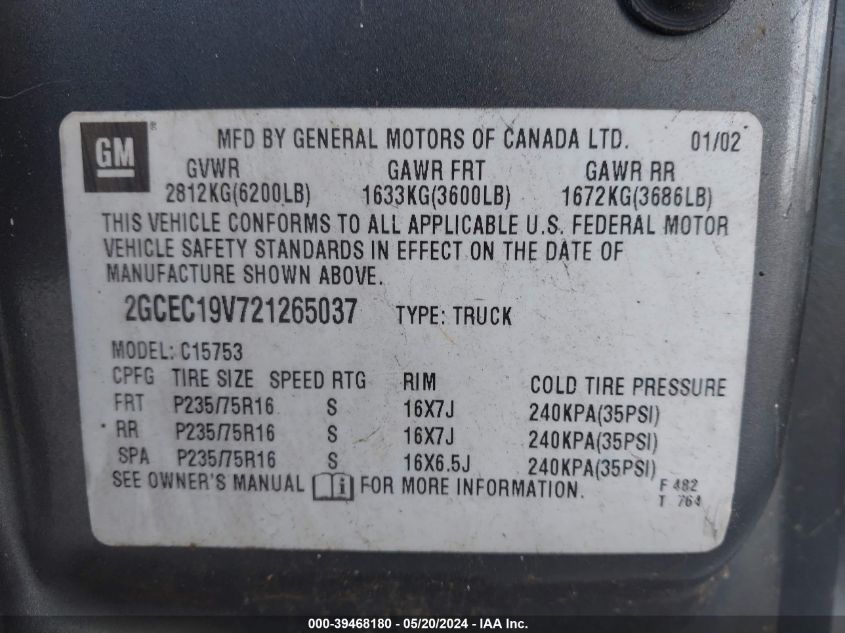 GM ® MFD BY GENERAL MOTORS OF CANADA LTD. 01/02
GVWR GAWR FRT GAWR RR
2812KG(6200LB) 1633KG(3600LB) 1672KG(3686LB)
THIS VEHICLE CONFORMS TO ALL APPLICABLE U.S. FEDERAL MOTOR
VEHICLE SAFETY STANDARDS IN EFFECT ON THE DATE OF
MANUFACTURE SHOWN ABOVE.
2GCEC19V721265037 TYPE: TRUCK
MODEL: C15753
CPFG TIRE SIZE SPEED RTG RIM COLD TIRE PRESSURE
FRT P235/75R16 S 16X7J 240KPA(35PSI)
RR P235/75R16 S 16X7J 240KPA(35PSI)
SPA P235/75R16 S 16X6.5J 240KPA(35PSI)
SEE OWNER'S MANUAL i FOR MORE INFORMATION. F 482
T 764
000-39468180 - 05/20/2024 - IAA Inc.